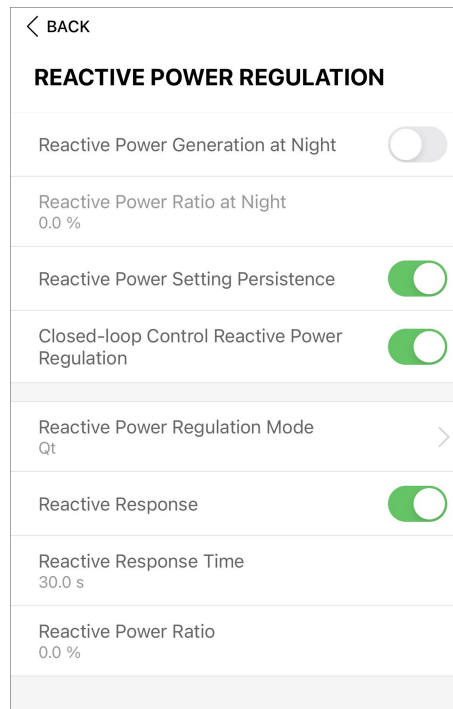 BACK
REACTIVE POWER REGULATION
Reactive Power Generation at Night
Reactive Power Ratio at Night
0.0 %
Reactive Power Setting Persistence
Closed-loop Control Reactive Power
Regulation
Reactive Power Regulation Mode
Qt
Reactive Response
Reactive Response Time
30.0 s
Reactive Power Ratio
0.0 %